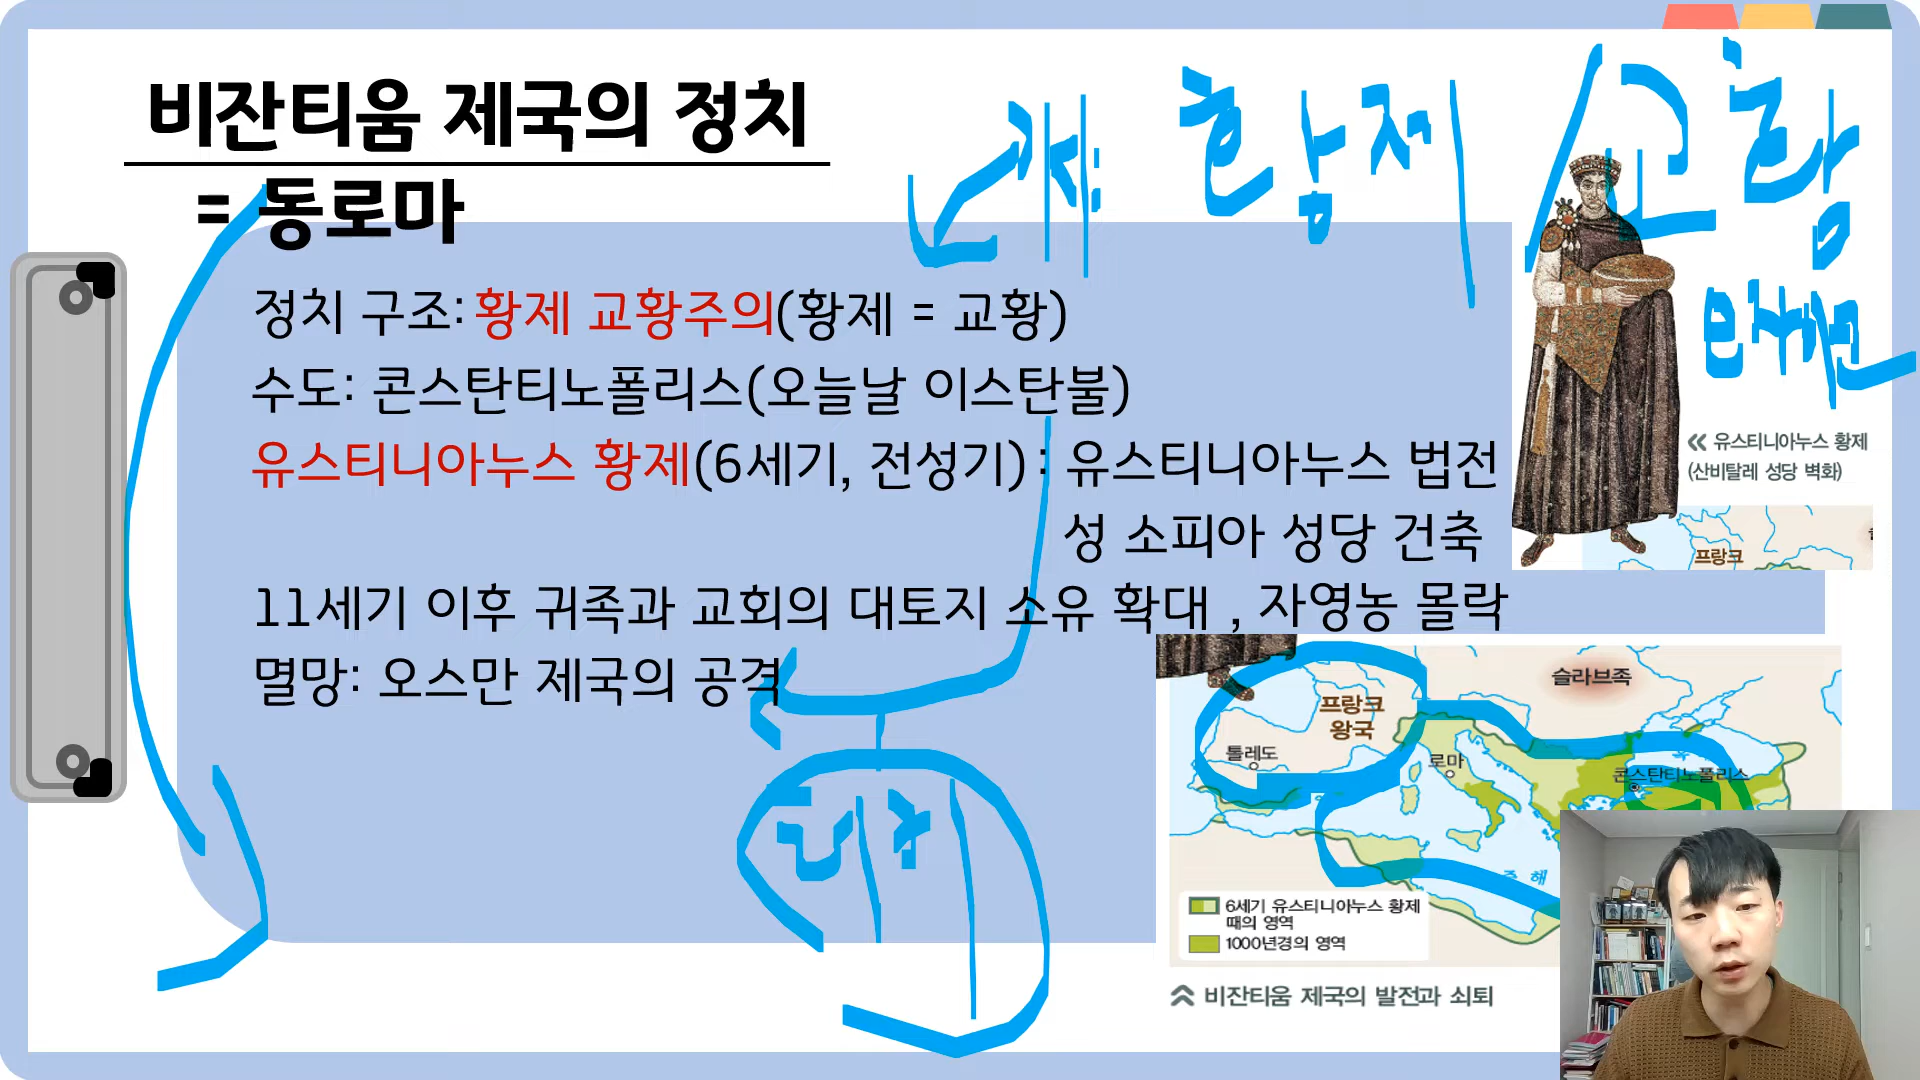 비잔티움 제국의 정치
= 동로마
황제 / 교황
정치 구조: 황제 교황주의(황제 = 교황)
수도: 콘스탄티노폴리스(오늘날 이스탄불)
유스티니아누스 황제(6세기, 전성기) : 유스티니아누스 법전
성 소피아 성당 건축
11세기 이후 귀족과 교회의 대토지 소유 확대 , 자영농 몰락
멸망: 오스만 제국의 공격
유스티니아누스 황제
(산비탈레 성당 벽화)
프랑크
슬라브족
프랑크
왕국
톨레도
로마
콘스탄티노폴리스
지 중 해
6세기 유스티니아누스 황제
때의 영역
1000년경의 영역
비잔티움 제국의 발전과 쇠퇴